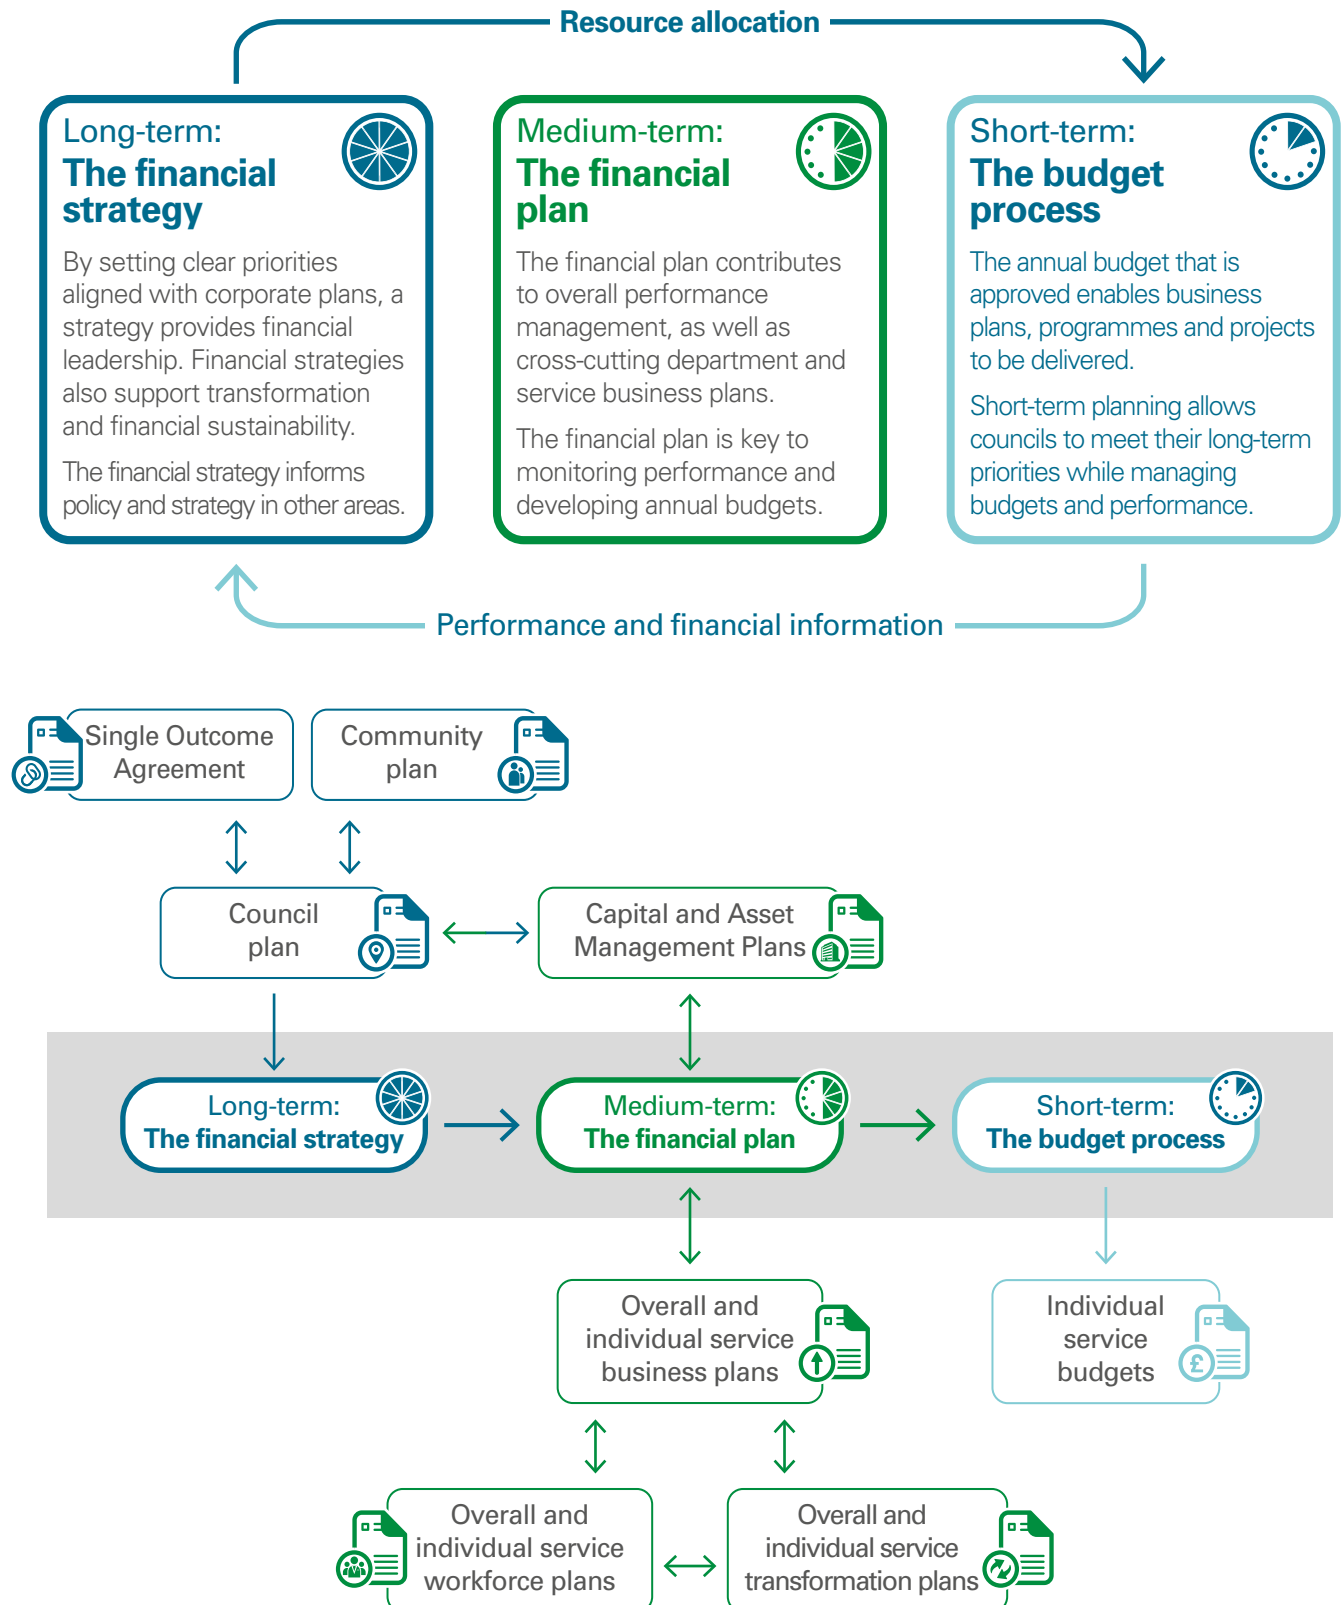 Resource allocation
Long-term:
The financial
strategy
By setting clear priorities
aligned with corporate plans, a
strategy provides financial
leadership. Financial strategies
also support transformation
and financial sustainability.
The financial strategy informs
policy and strategy in other areas.
Medium-term:
The financial
plan
The financial plan contributes
to overall performance
management, as well as
cross-cutting department and
service business plans.
The financial plan is key to
monitoring performance and
developing annual budgets.
Short-term:
The budget
process
The annual budget that is
approved enables business
plans, programmes and projects
to be delivered.
Short-term planning allows
councils to meet their long-term
priorities while managing
budgets and performance.
Performance and financial information
Single Outcome
Agreement
Community
plan
Council
plan
Capital and Asset
Management Plans
Long-term:
The financial strategy
Medium-term:
The financial plan
Short-term:
The budget process
Overall and
individual service
business plans
Individual
service
budgets
£
Overall and
individual service
workforce plans
Overall and
individual service
transformation plans